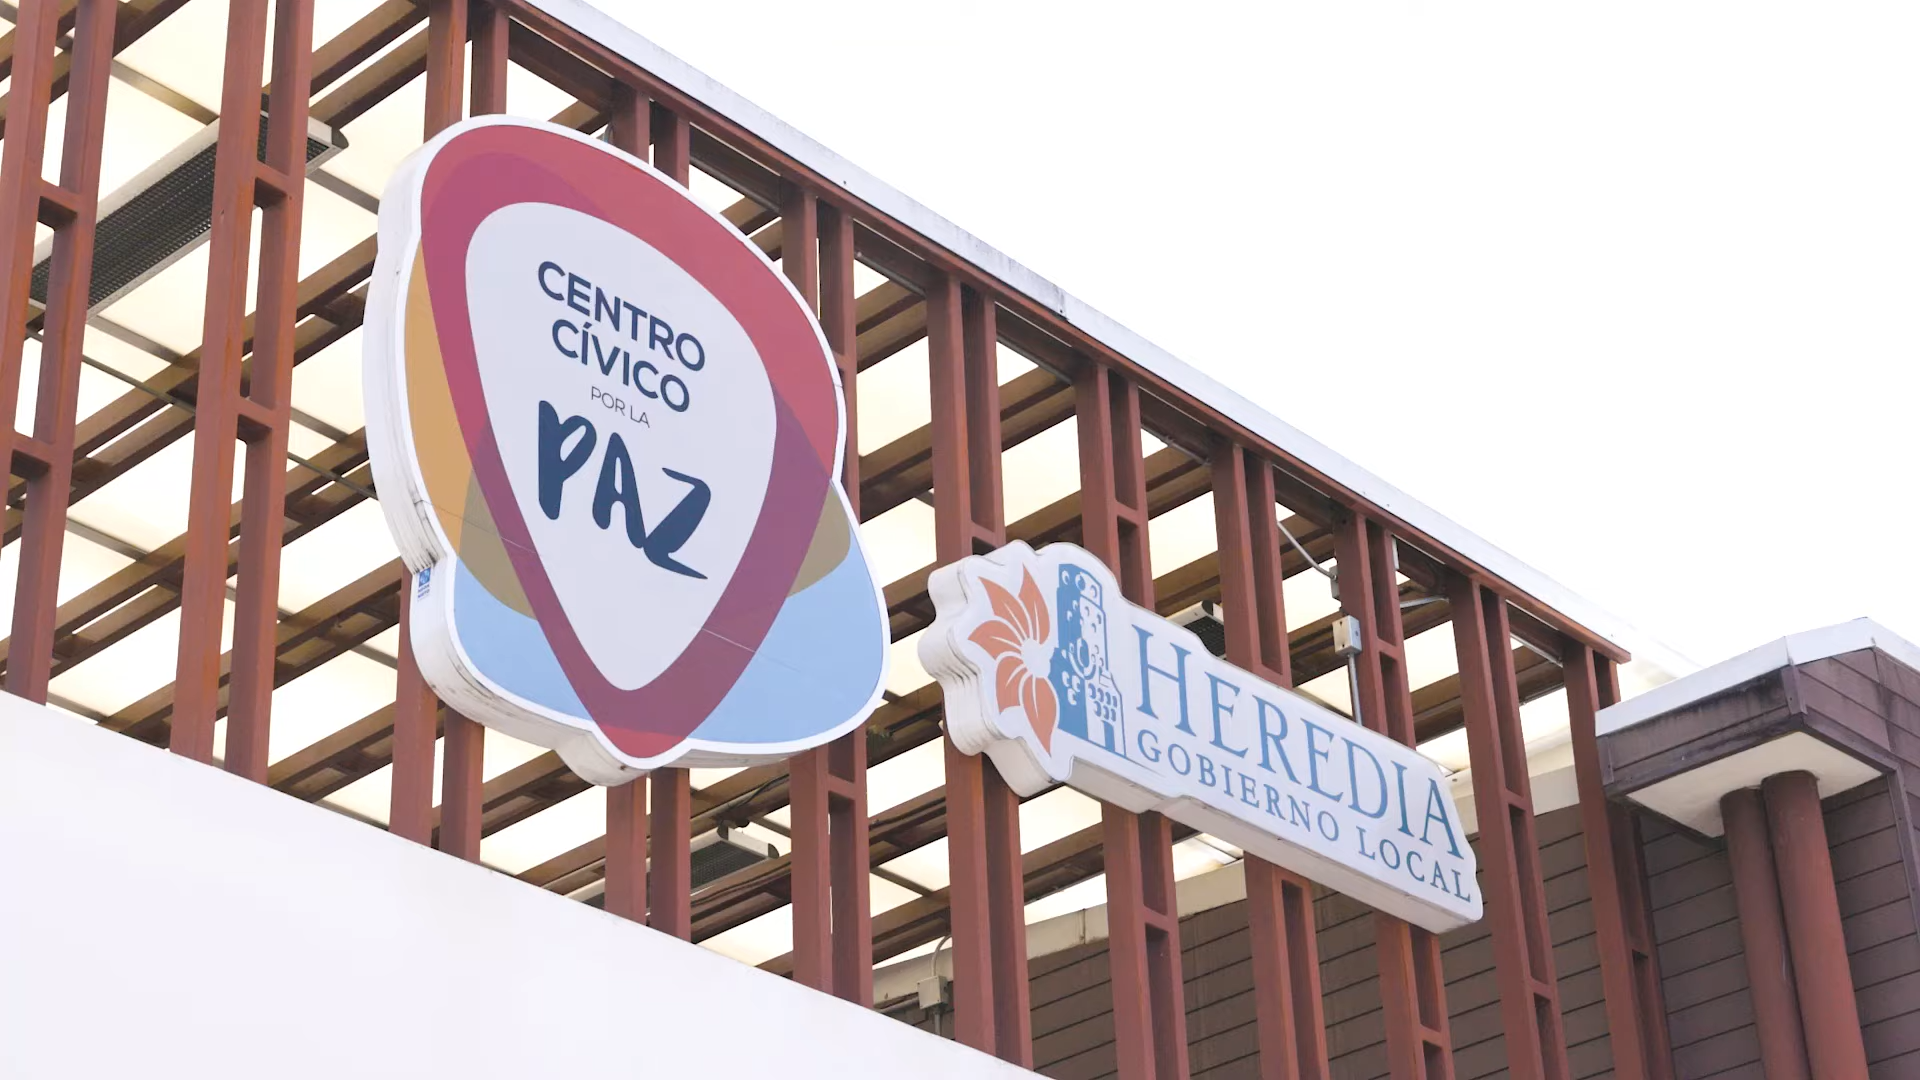 CENTRO
CÍVICO
POR LA
PAZ
HEREDIA
GOBIERNO LOCAL